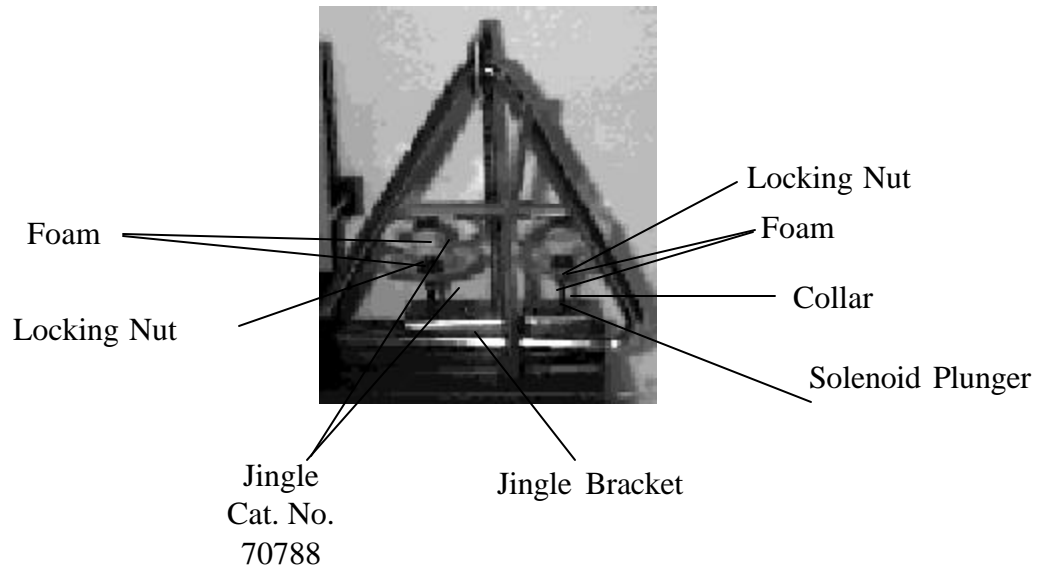 Locking Nut
Foam
Foam
Collar
Locking Nut
Solenoid Plunger
Jingle
Cat. No.
70788
Jingle Bracket